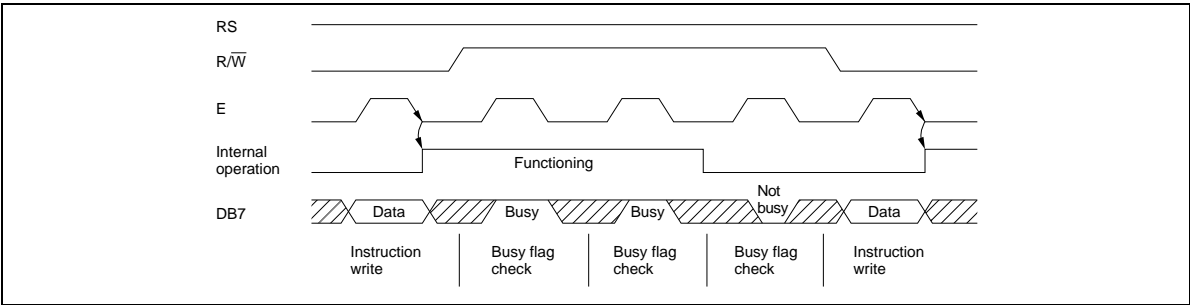 RS
R/W̅
E
Internal
operation
Functioning
DB7
Data
Busy
Busy
Not
busy
Data
Instruction
write
Busy flag
check
Busy flag
check
Busy flag
check
Instruction
write